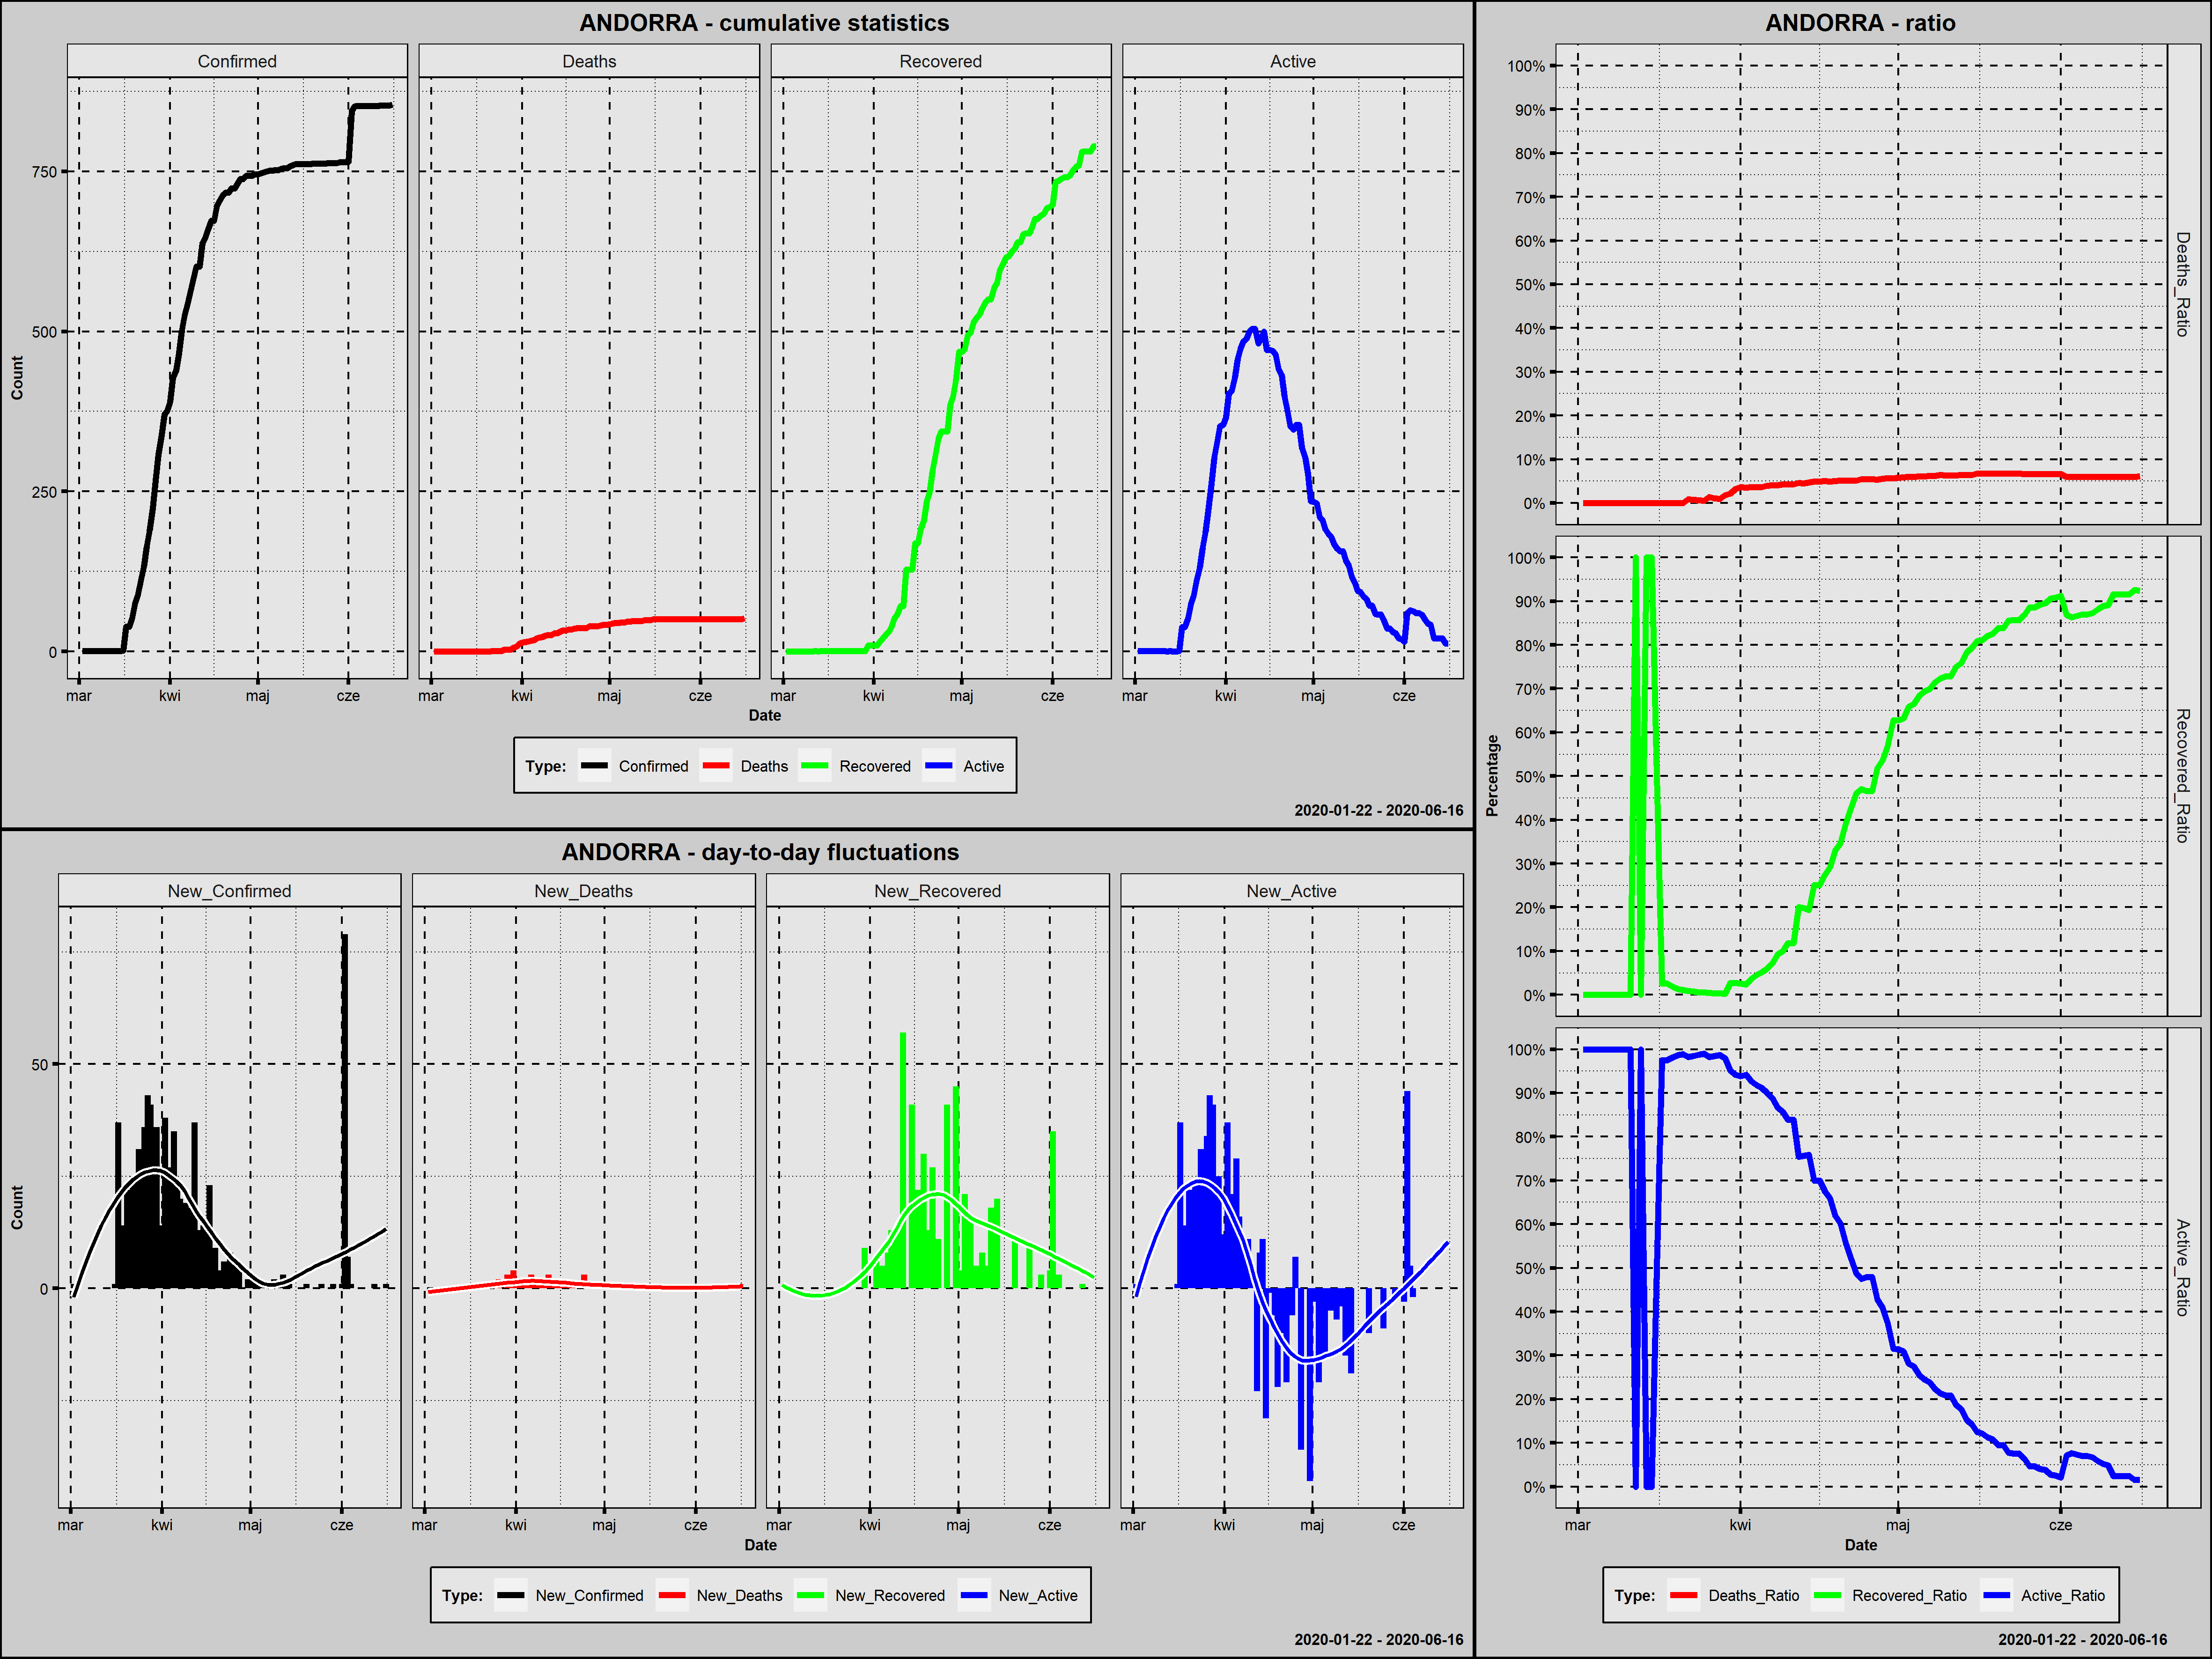 ANDORRA - cumulative statistics
Confirmed Deaths Recovered Active
Count
750
500
250
0
mar kwi maj cze mar kwi maj cze mar kwi maj cze mar kwi maj cze
Date
Type: Confirmed Deaths Recovered Active
2020-01-22 - 2020-06-16
ANDORRA - day-to-day fluctuations
New_Confirmed New_Deaths New_Recovered New_Active
Count
50
0
mar kwi maj cze mar kwi maj cze mar kwi maj cze mar kwi maj cze
Date
Type: New_Confirmed New_Deaths New_Recovered New_Active
2020-01-22 - 2020-06-16
ANDORRA - ratio
Percentage
100%
90%
80%
70%
60%
50%
40%
30%
20%
10%
0%
Deaths_Ratio
100%
90%
80%
70%
60%
50%
40%
30%
20%
10%
0%
Recovered_Ratio
100%
90%
80%
70%
60%
50%
40%
30%
20%
10%
0%
Active_Ratio
mar kwi maj cze
Date
Type: Deaths_Ratio Recovered_Ratio Active_Ratio
2020-01-22 - 2020-06-16